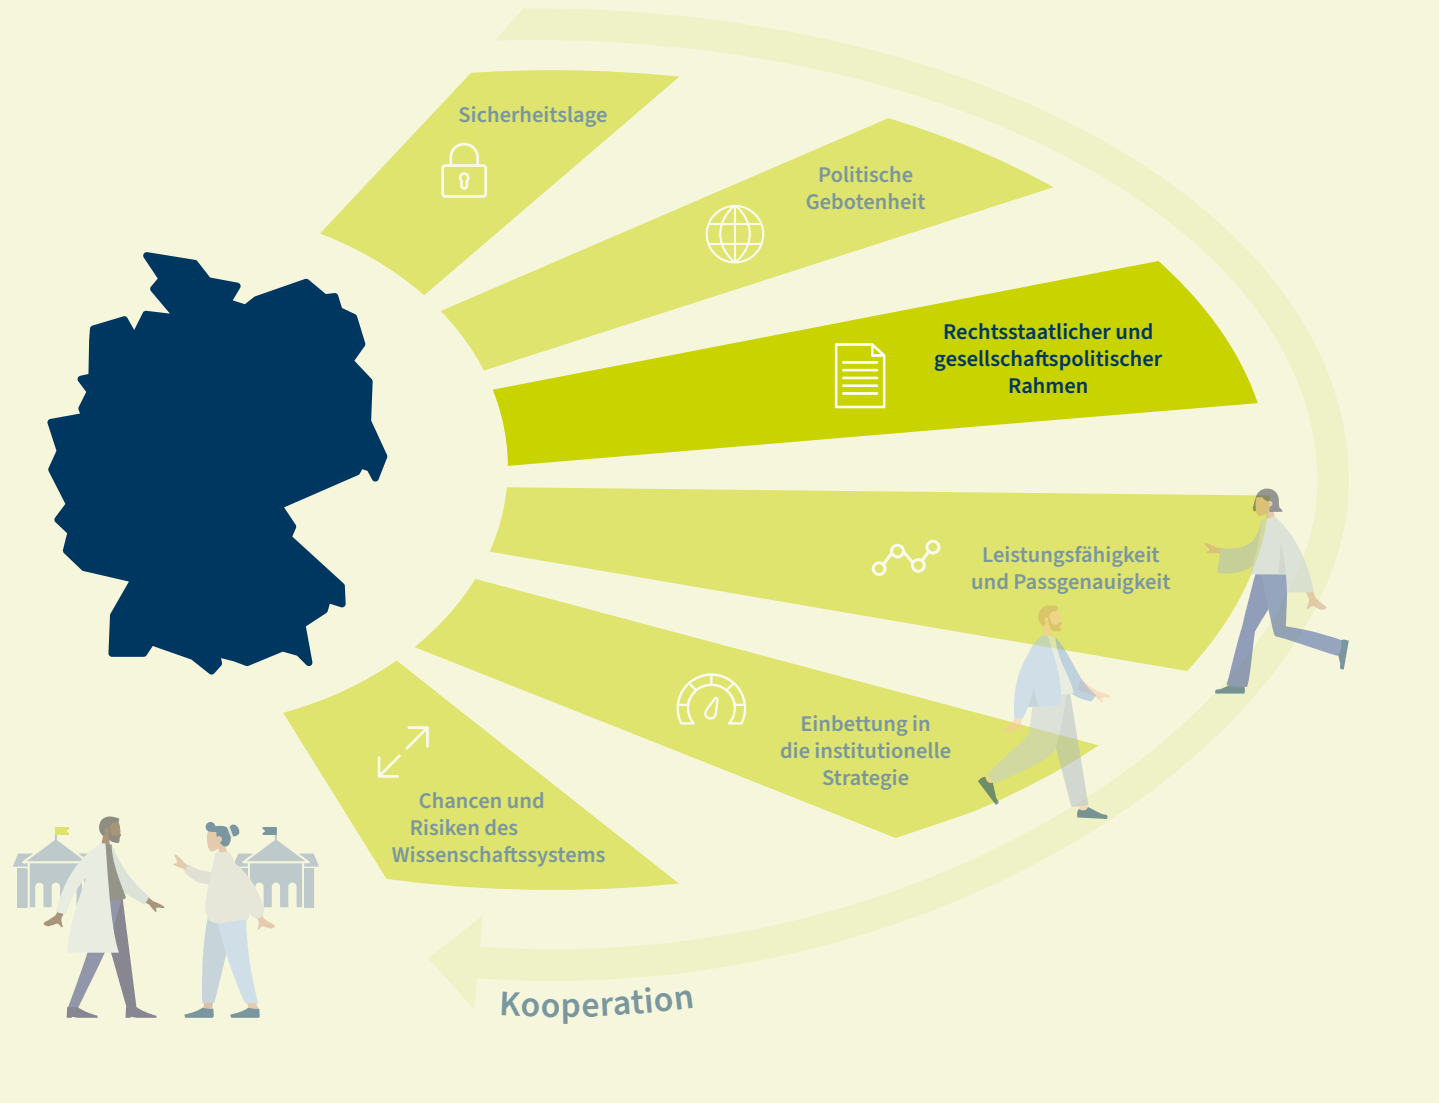 Sicherheitslage
Politische
Gebotenheit
Rechtsstaatlicher und
gesellschaftspolitischer
Rahmen
Leistungsfähigkeit
und Passgenauigkeit
Einbettung in
die institutionelle
Strategie
Chancen und
Risiken des
Wissenschaftssystems
Kooperation